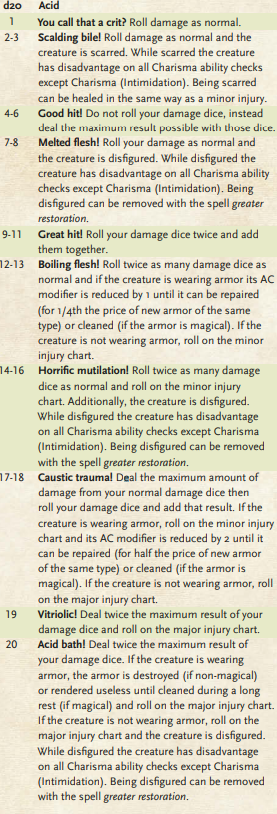 d20 Acid
1 You call that a crit? Roll damage as normal.
2-3 Scalding bile! Roll damage as normal and the
creature is scarred. While scarred the creature
has disadvantage on all Charisma ability checks
except Charisma (Intimidation). Being scarred
can be healed in the same way as a minor injury.
4-6 Good hit! Do not roll your damage dice, instead
deal the maximum result possible with those dice.
7-8 Melted flesh! Roll your damage as normal and
the creature is disfigured. While disfigured the
creature has disadvantage on all Charisma ability
checks except Charisma (Intimidation). Being
disfigured can be removed with the spell greater
restoration.
9-11 Great hit! Roll your damage dice twice and add
them together.
12-13 Boiling flesh! Roll twice as many damage dice as
normal and if the creature is wearing armor its AC
modifier is reduced by 1 until it can be repaired
(for 1/4th the price of new armor of the same
type) or cleaned (if the armor is magical). If the
creature is not wearing armor, roll on the minor
injury chart.
14-16 Horrific mutilation! Roll twice as many damage
dice as normal and roll on the minor injury
chart. Additionally, the creature is disfigured.
While disfigured the creature has disadvantage
on all Charisma ability checks except Charisma
(Intimidation). Being disfigured can be removed
with the spell greater restoration.
17-18 Caustic trauma! Deal the maximum amount of
damage from your normal damage dice then
roll your damage dice and add that result. If the
creature is wearing armor, roll on the minor injury
chart and its AC modifier is reduced by 2 until it
can be repaired (for half the price of new armor
of the same type) or cleaned (if the armor is
magical). If the creature is not wearing armor, roll
on the major injury chart.
19 Vitriolic! Deal twice the maximum result of your
damage dice and roll on the major injury chart.
20 Acid bath! Deal twice the maximum result of
your damage dice. If the creature is wearing
armor, the armor is destroyed (if non-magical)
or rendered useless until cleaned during a long
rest (if magical) and roll on the major injury chart.
If the creature is not wearing armor, roll on the
major injury chart and the creature is disfigured.
While disfigured the creature has disadvantage
on all Charisma ability checks except Charisma
(Intimidation). Being disfigured can be removed
with the spell greater restoration.